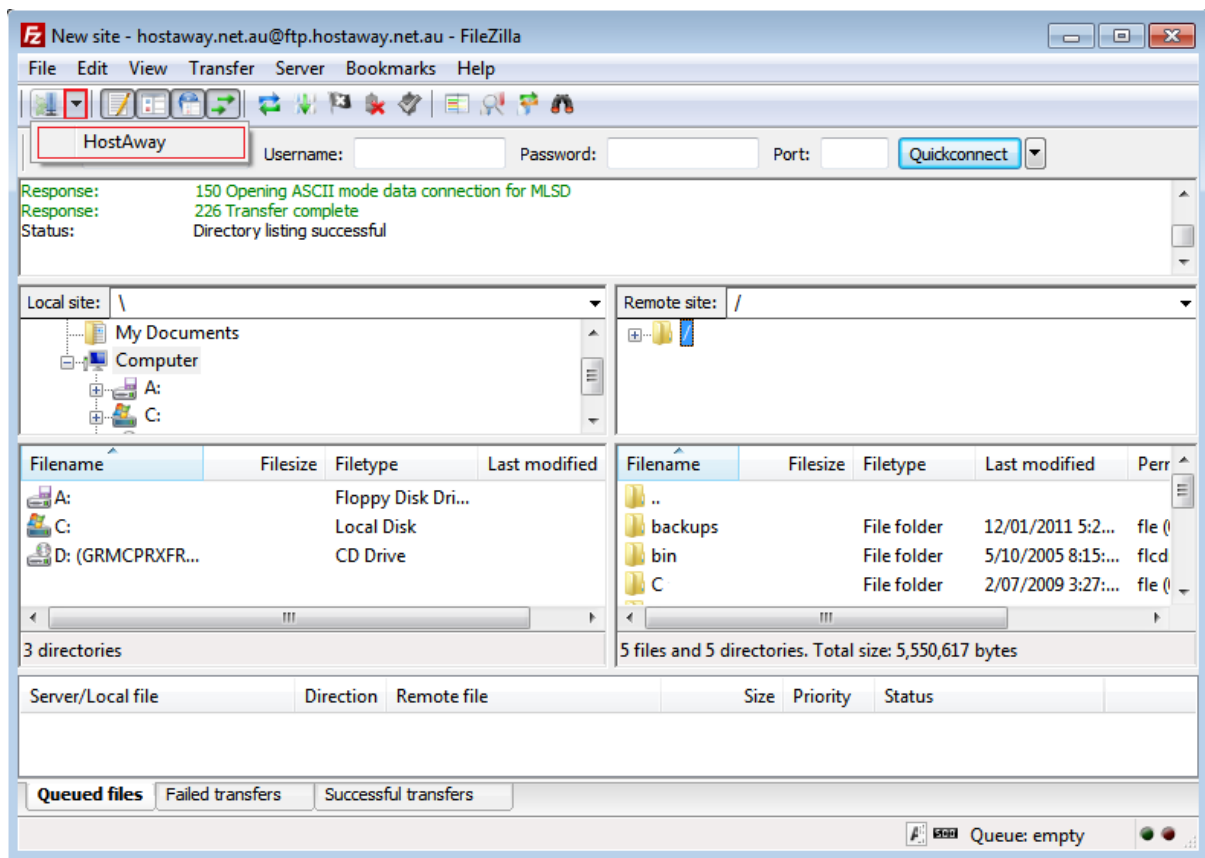 New site - hostaway.net.au@ftp.hostaway.net.au - FileZilla
File Edit View Transfer Server Bookmarks Help
HostAway
Username: Password: Port: Quickconnect
Response: 150 Opening ASCII mode data connection for MLSD
Response: 226 Transfer complete
Status: Directory listing successful
Local site: \ Remote site: /
My Documents /
Computer
A:
C:
Filename Filesize Filetype Last modified Filename Filesize Filetype Last modified Perr
A: Floppy Disk Dri... ..
C: Local Disk backups File folder 12/01/2011 5:2... fle (
D: (GRMCPRXFR... CD Drive bin File folder 5/10/2005 8:15:... flcd
C File folder 2/07/2009 3:27:... fle (
3 directories 5 files and 5 directories. Total size: 5,550,617 bytes
Server/Local file Direction Remote file Size Priority Status
Queued files Failed transfers Successful transfers
Queue: empty